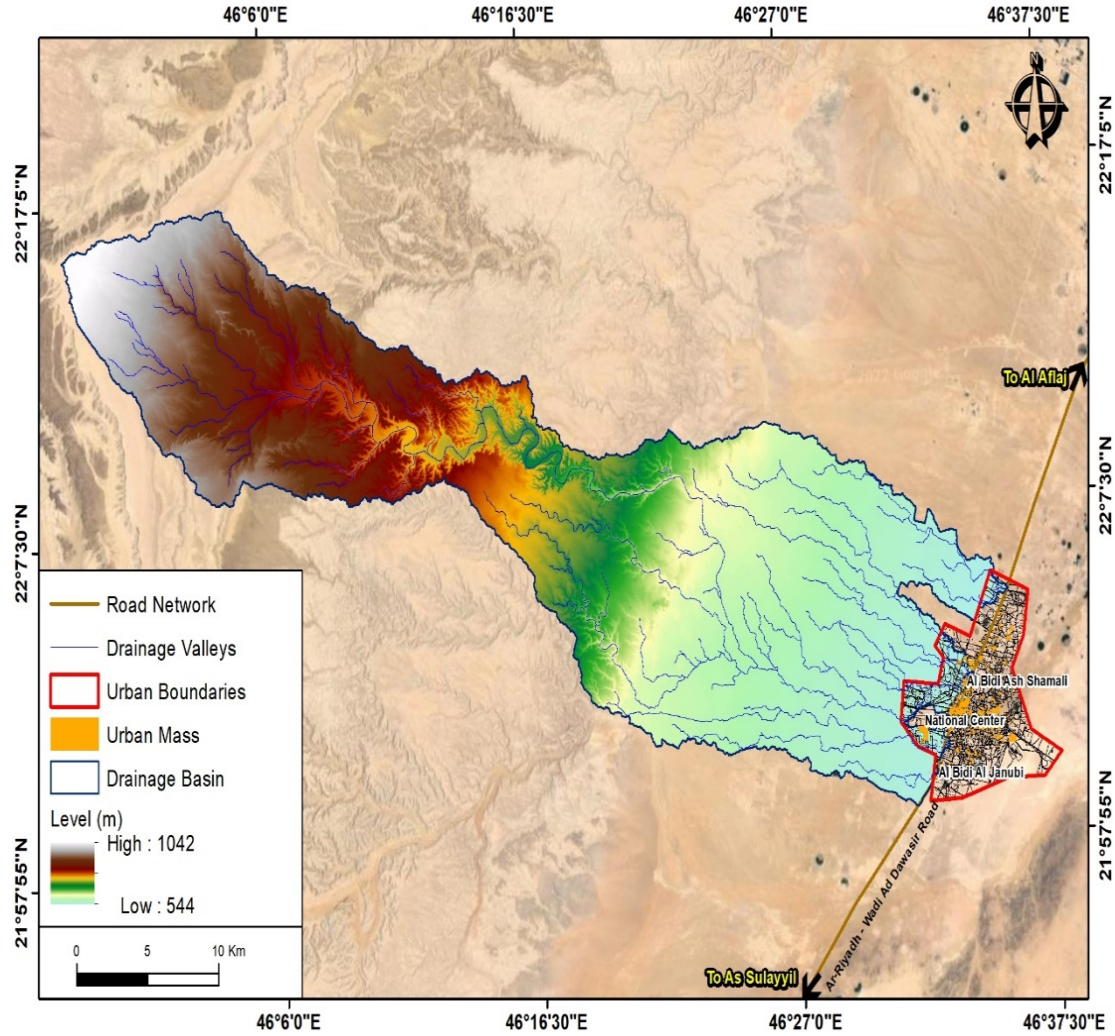 46°6'0"E 46°16'30"E 46°27'0"E 46°37'30"E
N
22°17'5"N
22°17'5"N
To Al Aflaj
22°7'30"N
22°7'30"N
Road Network
Drainage Valleys
Urban Boundaries
Urban Mass
Drainage Basin
Level (m)
High : 1042
Low : 544
0 5 10 Km
Al Bidi Ash Shamali
National Center
Al Bidi Al Janubi
21°57'55"N
21°57'55"N
Ar-Riyadh - Wadi Ad Dawasir Road
To As Sulayyil
46°6'0"E 46°16'30"E 46°27'0"E 46°37'30"E